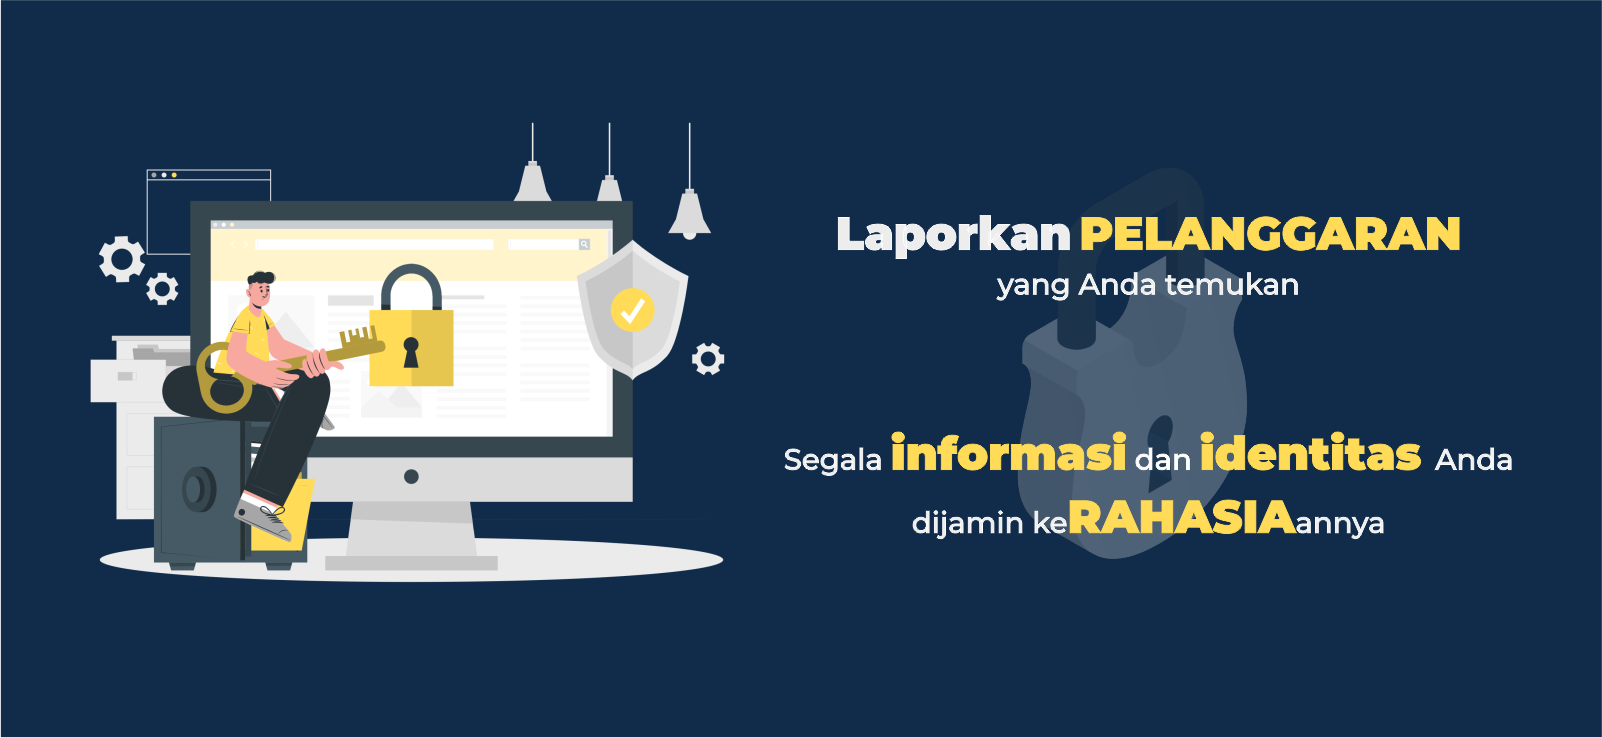 Laporkan PELANGGARAN
yang Anda temukan
Segala informasi dan identitas Anda
dijamin keRAHASIAannya